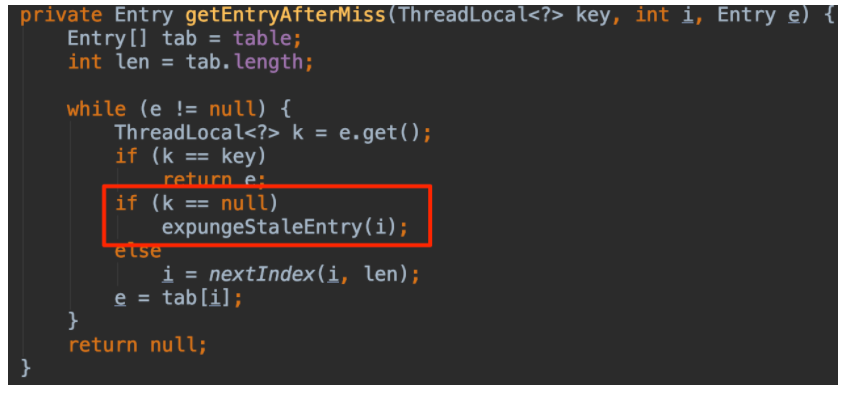 private Entry getEntryAfterMiss(ThreadLocal<?> key, int i, Entry e) {
    Entry[] tab = table;
    int len = tab.length;

    while (e != null) {
        ThreadLocal<?> k = e.get();
        if (k == key)
            return e;
        if (k == null)
            expungeStaleEntry(i);
        else
            i = nextIndex(i, len);
        e = tab[i];
    }
    return null;
}